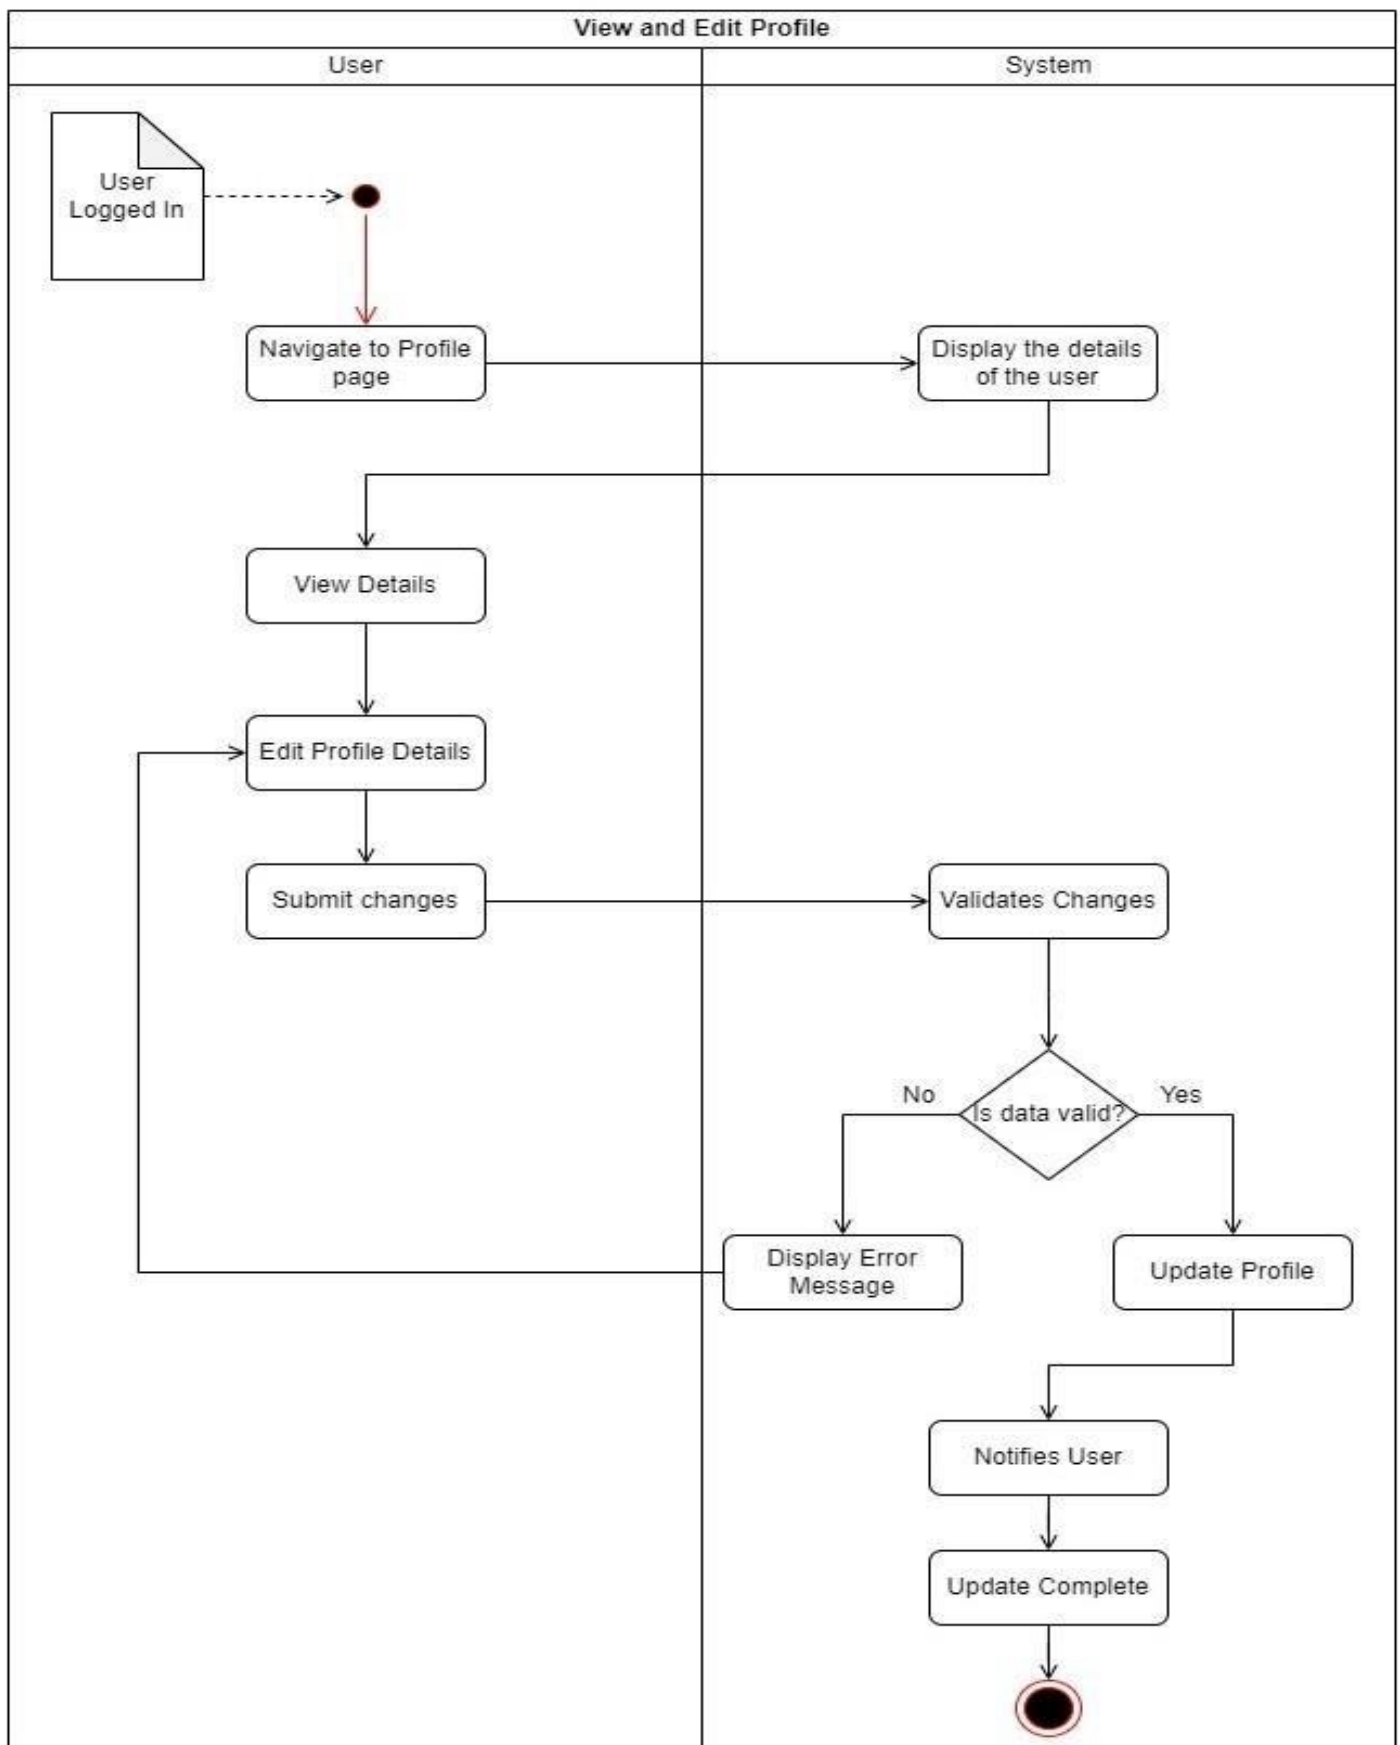 View and Edit Profile
User
System
User
Logged In
Navigate to Profile
page
Display the details
of the user
View Details
Edit Profile Details
Submit changes
Validates Changes
No
Is data valid?
Yes
Display Error
Message
Update Profile
Notifies User
Update Complete